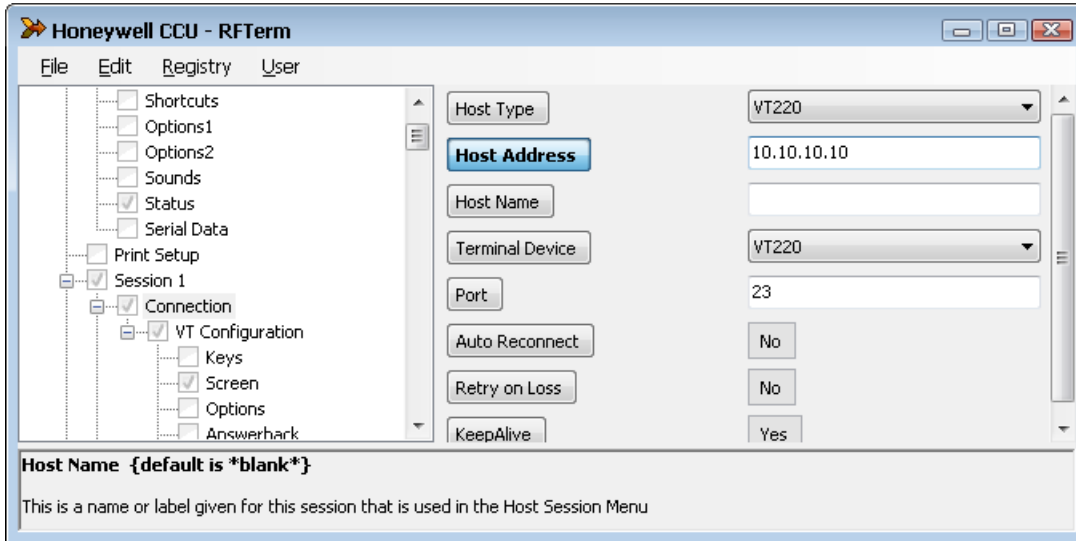 Honeywell CCU - RFTerm
File Edit Registry User
Shortcuts
Options1
Options2
Sounds
Status
Serial Data
Print Setup
Session 1
Connection
VT Configuration
Keys
Screen
Options
Answerback
Host Type VT220
Host Address 10.10.10.10
Host Name
Terminal Device VT220
Port 23
Auto Reconnect No
Retry on Loss No
KeepAlive Yes
Host Name {default is *blank*}
This is a name or label given for this session that is used in the Host Session Menu